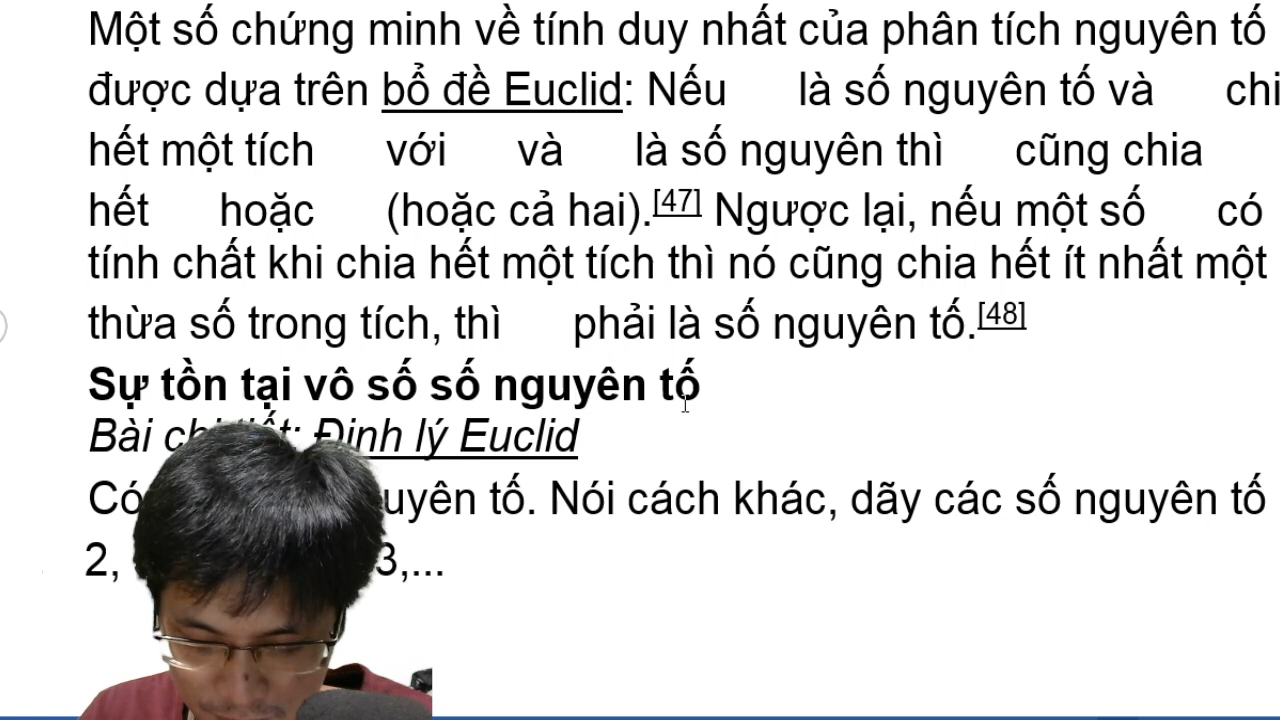 Một số chứng minh về tính duy nhất của phân tích nguyên tố
được dựa trên bổ đề Euclid: Nếu là số nguyên tố và chi
hết một tích với và là số nguyên thì cũng chia
hết hoặc (hoặc cả hai).[47] Ngược lại, nếu một số có
tính chất khi chia hết một tích thì nó cũng chia hết ít nhất một
thừa số trong tích, thì phải là số nguyên tố.[48]
Sự tồn tại vô số số nguyên tố
Bài Định lý Euclid
Có tố. Nói cách khác, dãy các số nguyên tố
2, 3,...